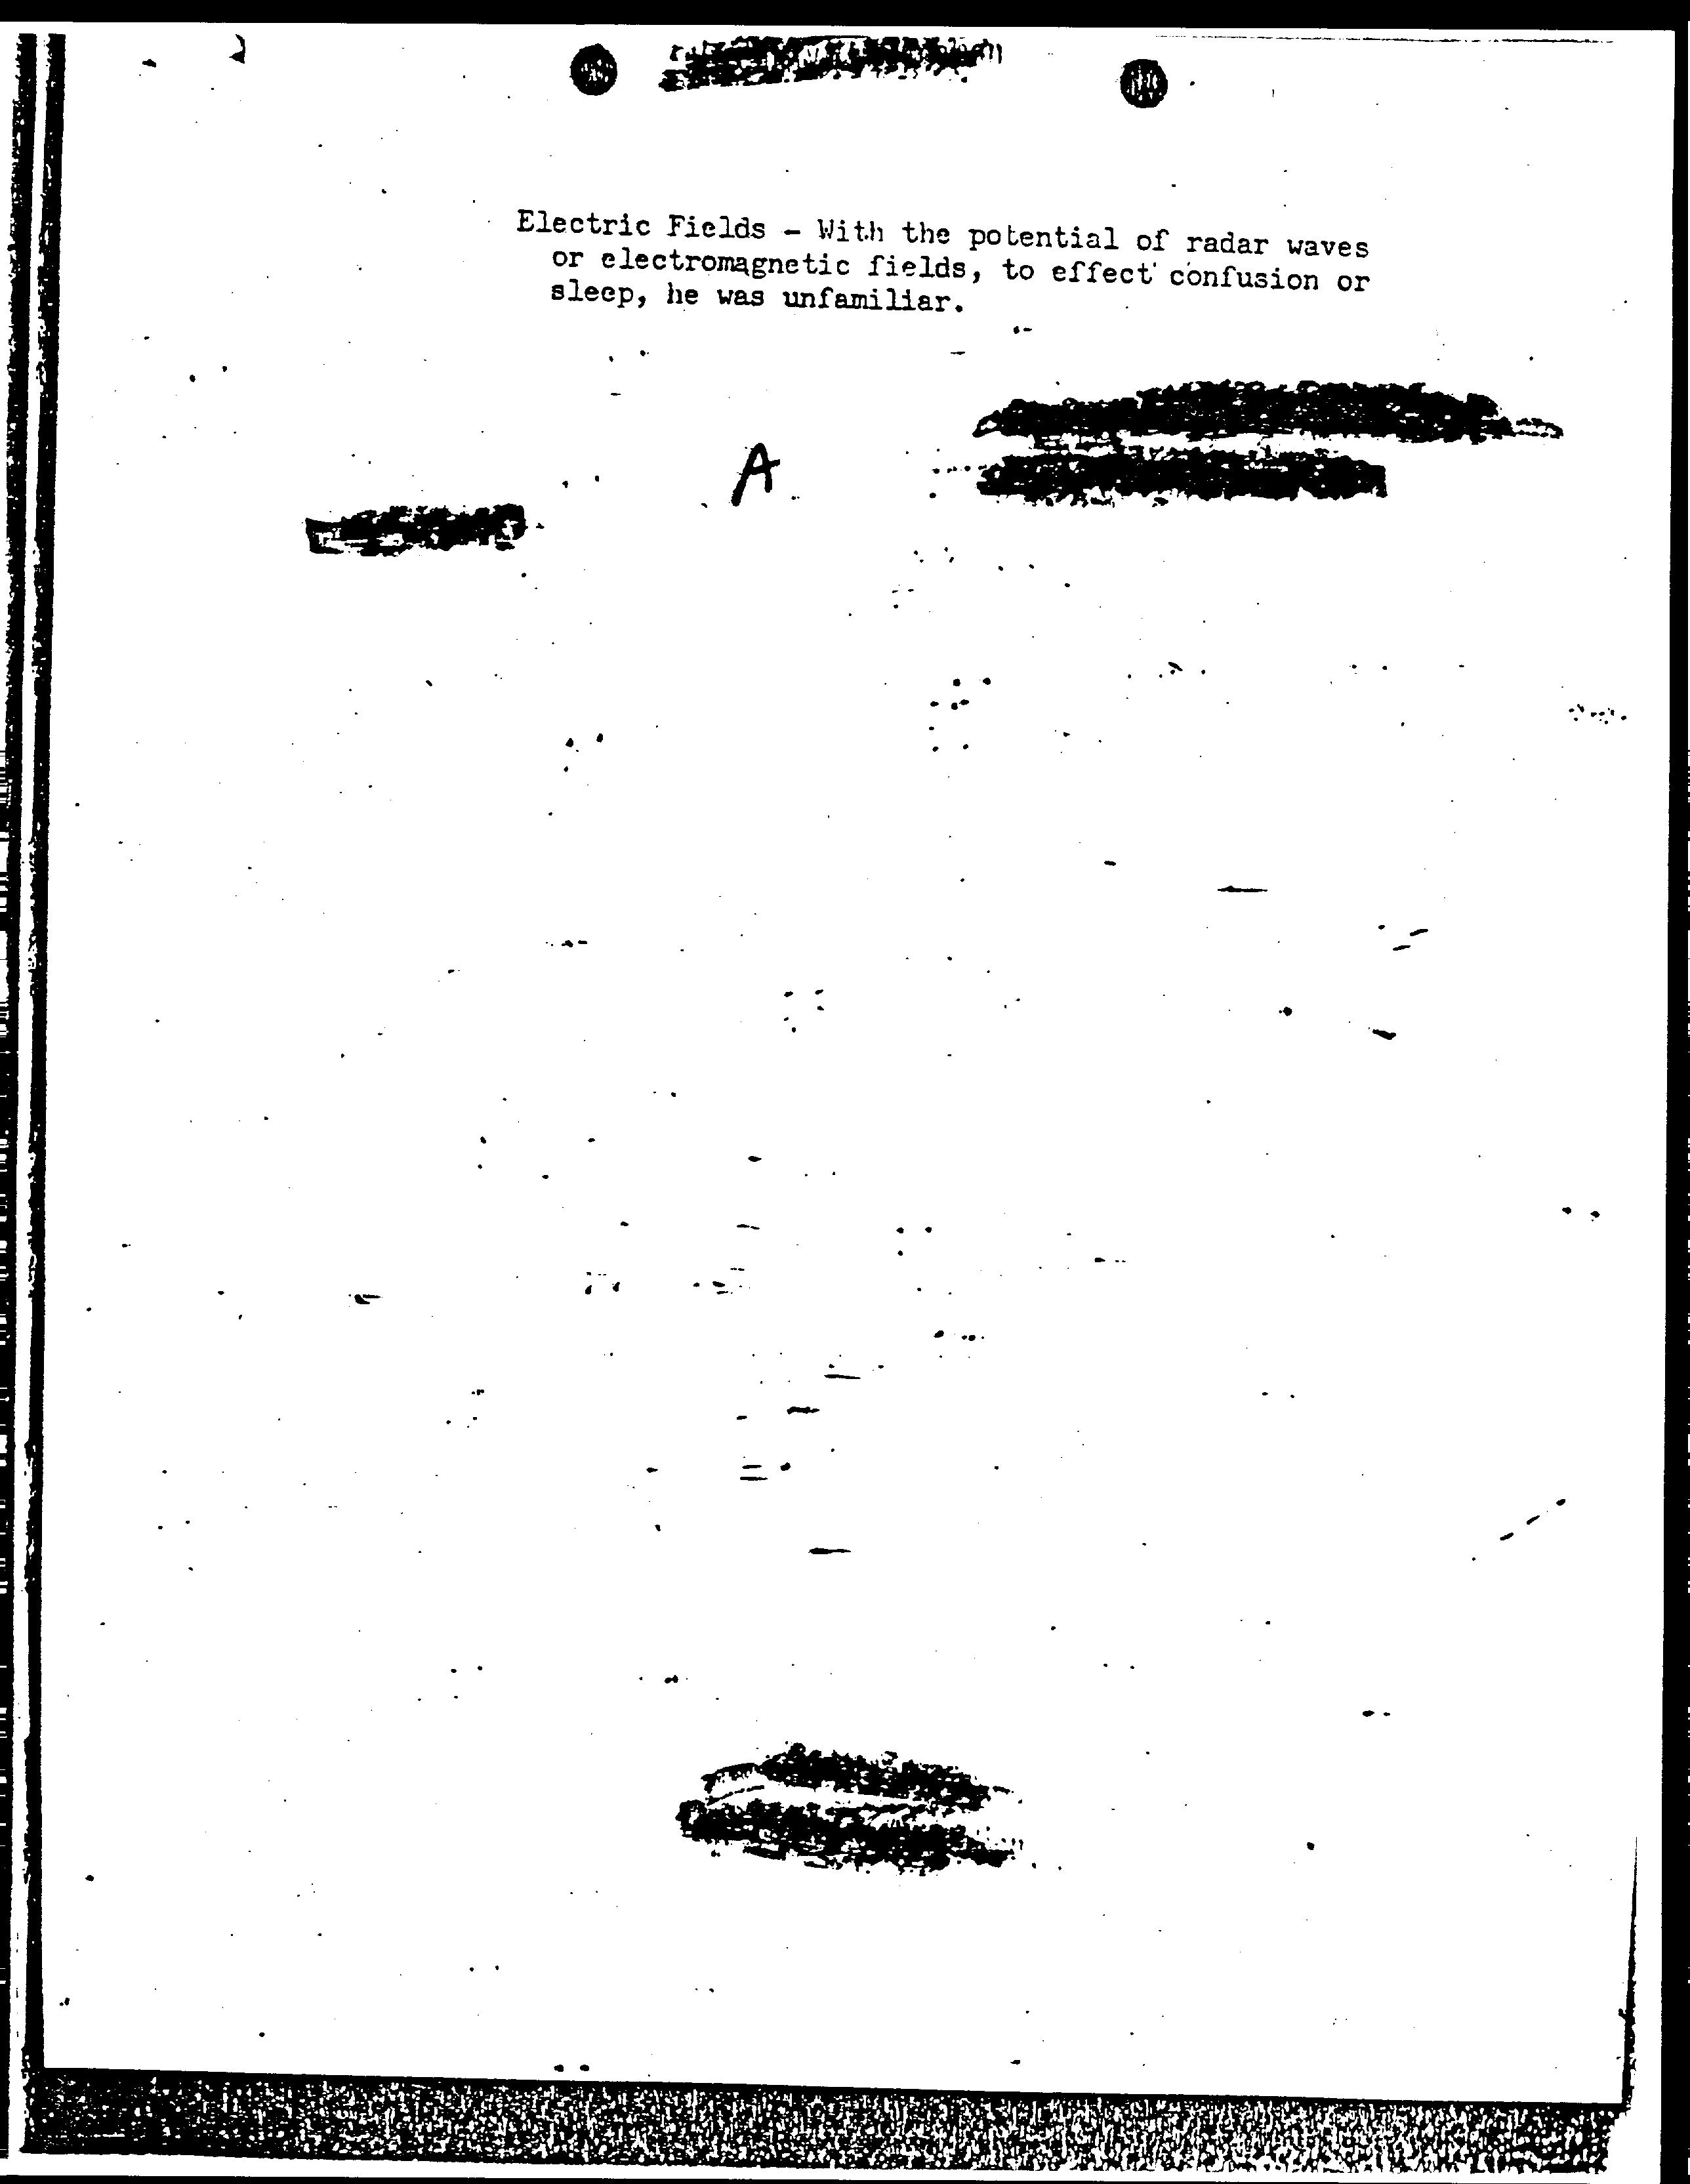 Electric Fields - With the potential of radar waves
or electromagnetic fields, to effect confusion or
sleep, he was unfamiliar.
A